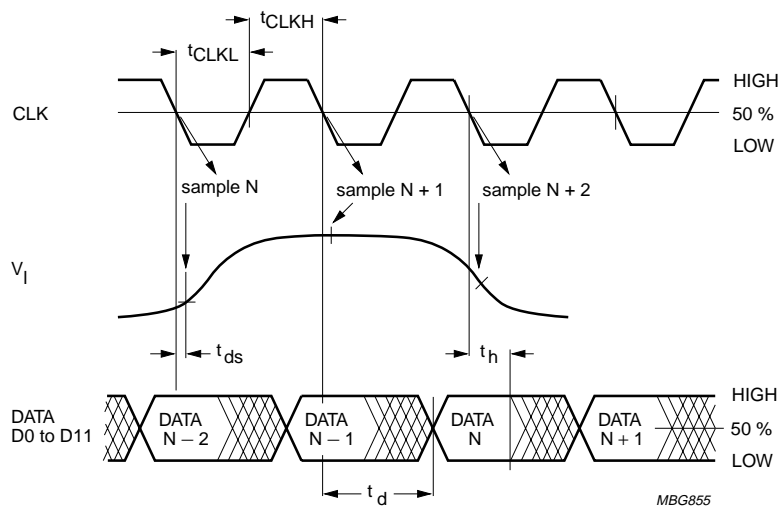 tCLKH
tCLKL
HIGH
CLK
50 %
LOW
sample N
sample N + 1
sample N + 2
VI
tds
th
HIGH
DATA
D0 to D11
DATA
N − 2
DATA
N − 1
DATA
N
DATA
N + 1
50 %
LOW
td
MBG855